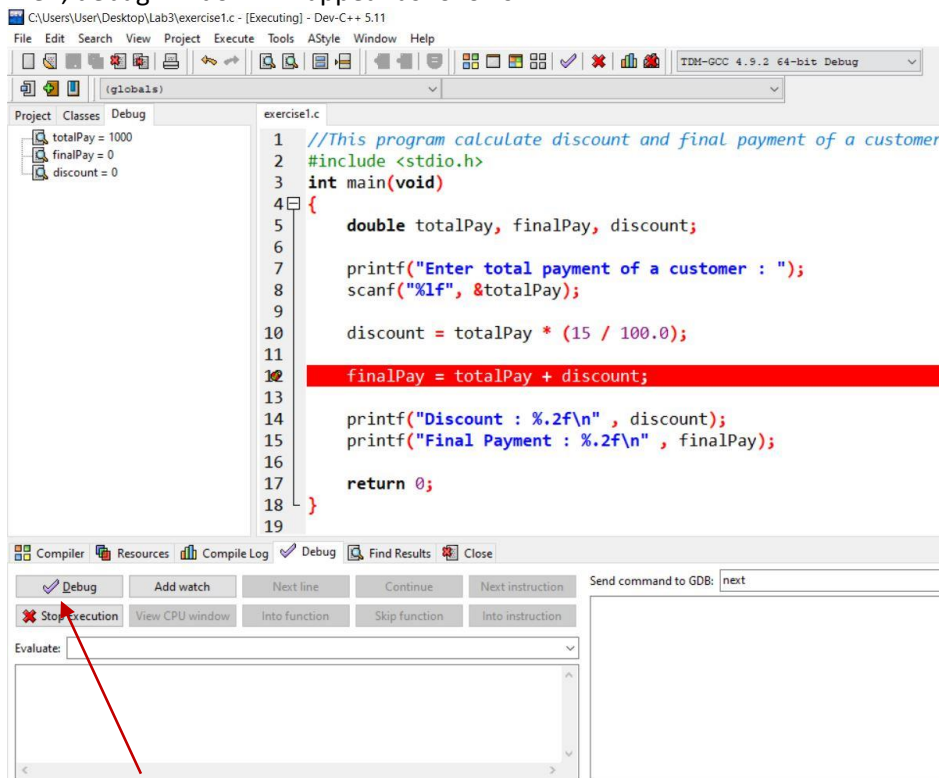 C:\Users\User\Desktop\Lab3\exercise1.c - [Executing] - Dev-C++ 5.11
File Edit Search View Project Execute Tools AStyle Window Help
TDM-GCC 4.9.2 64-bit Debug
(globals)
Project Classes Debug
exercise1.c
totalPay = 1000
finalPay = 0
discount = 0
1 //This program calculate discount and final payment of a customer
2 #include <stdio.h>
3 int main(void)
4 {
5 double totalPay, finalPay, discount;
6
7 printf("Enter total payment of a customer : ");
8 scanf("%lf", &totalPay);
9
10 discount = totalPay * (15 / 100.0);
11
12 finalPay = totalPay + discount;
13
14 printf("Discount : %.2f\n" , discount);
15 printf("Final Payment : %.2f\n" , finalPay);
16
17 return 0;
18 }
19
Compiler Resources Compile Log Debug Find Results Close
Debug Add watch Next line Continue Next instruction Send command to GDB: next
Stop Execution View CPU window Into function Skip function Into instruction
Evaluate: